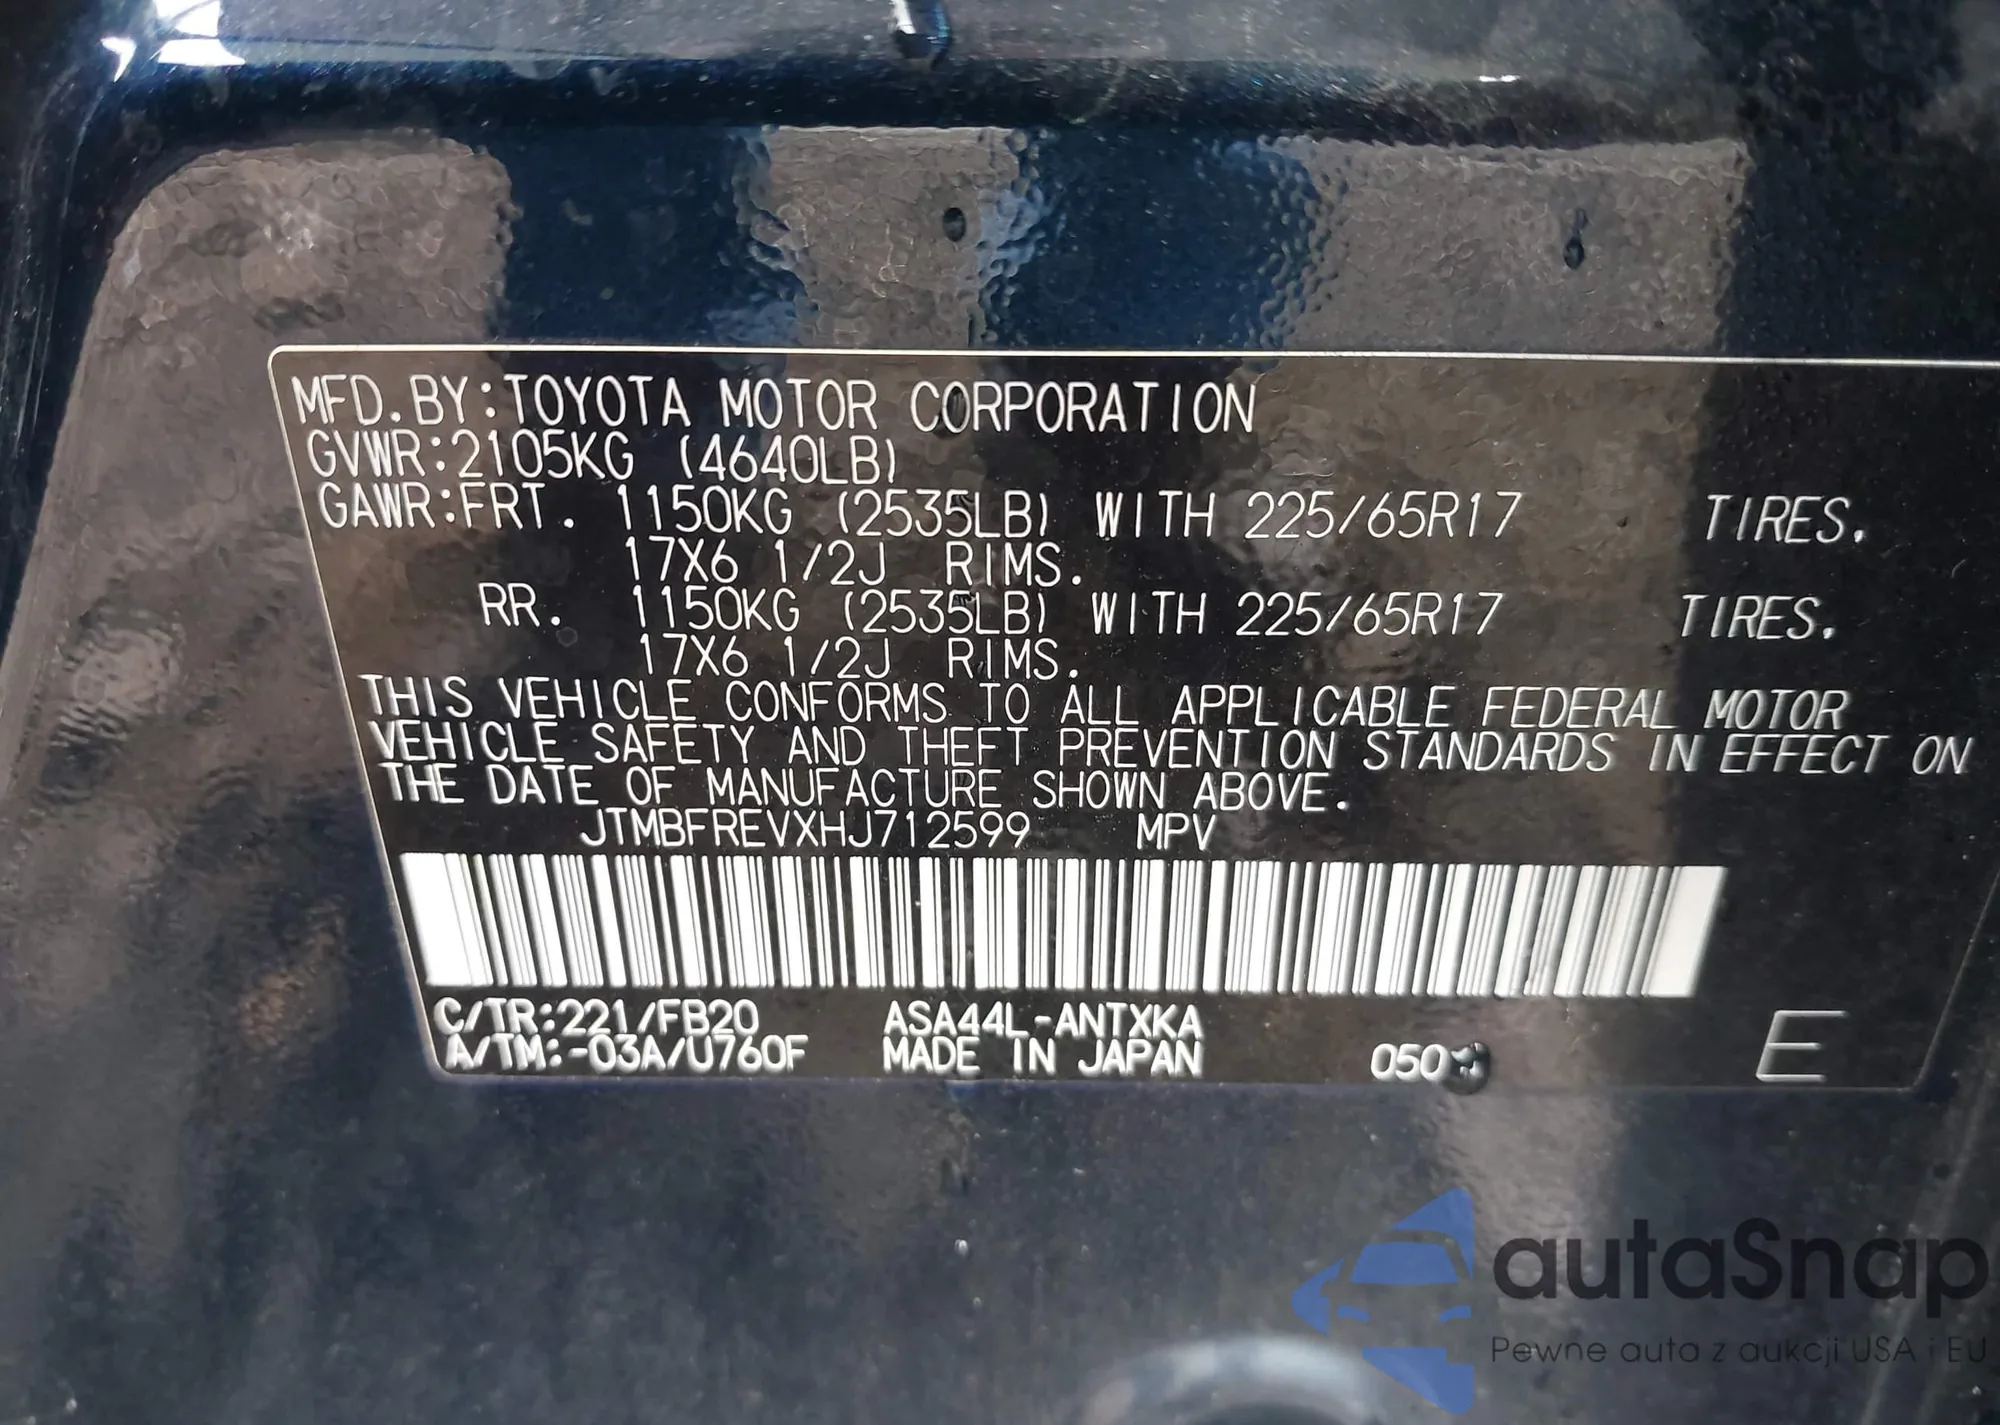 MFD. BY: TOYOTA MOTOR CORPORATION
GVWR: 2105KG (4640LB)
GAWR: FRT. 1150KG (2535LB) WITH 225/65R17 TIRES.
17X6 1/2J RIMS.
RR. 1150KG (2535LB) WITH 225/65R17 TIRES.
17X6 1/2J RIMS.
THIS VEHICLE CONFORMS TO ALL APPLICABLE FEDERAL MOTOR
VEHICLE SAFETY AND THEFT PREVENTION STANDARDS IN EFFECT ON
THE DATE OF MANUFACTURE SHOWN ABOVE.
JTMBFREVXHJ712599 MPV
C/TR: 221/FB20 ASA44L-ANTXKA
A/TM: -03A/U760F MADE IN JAPAN E
autaSnap
Pewne auta z aukcji USA i EU